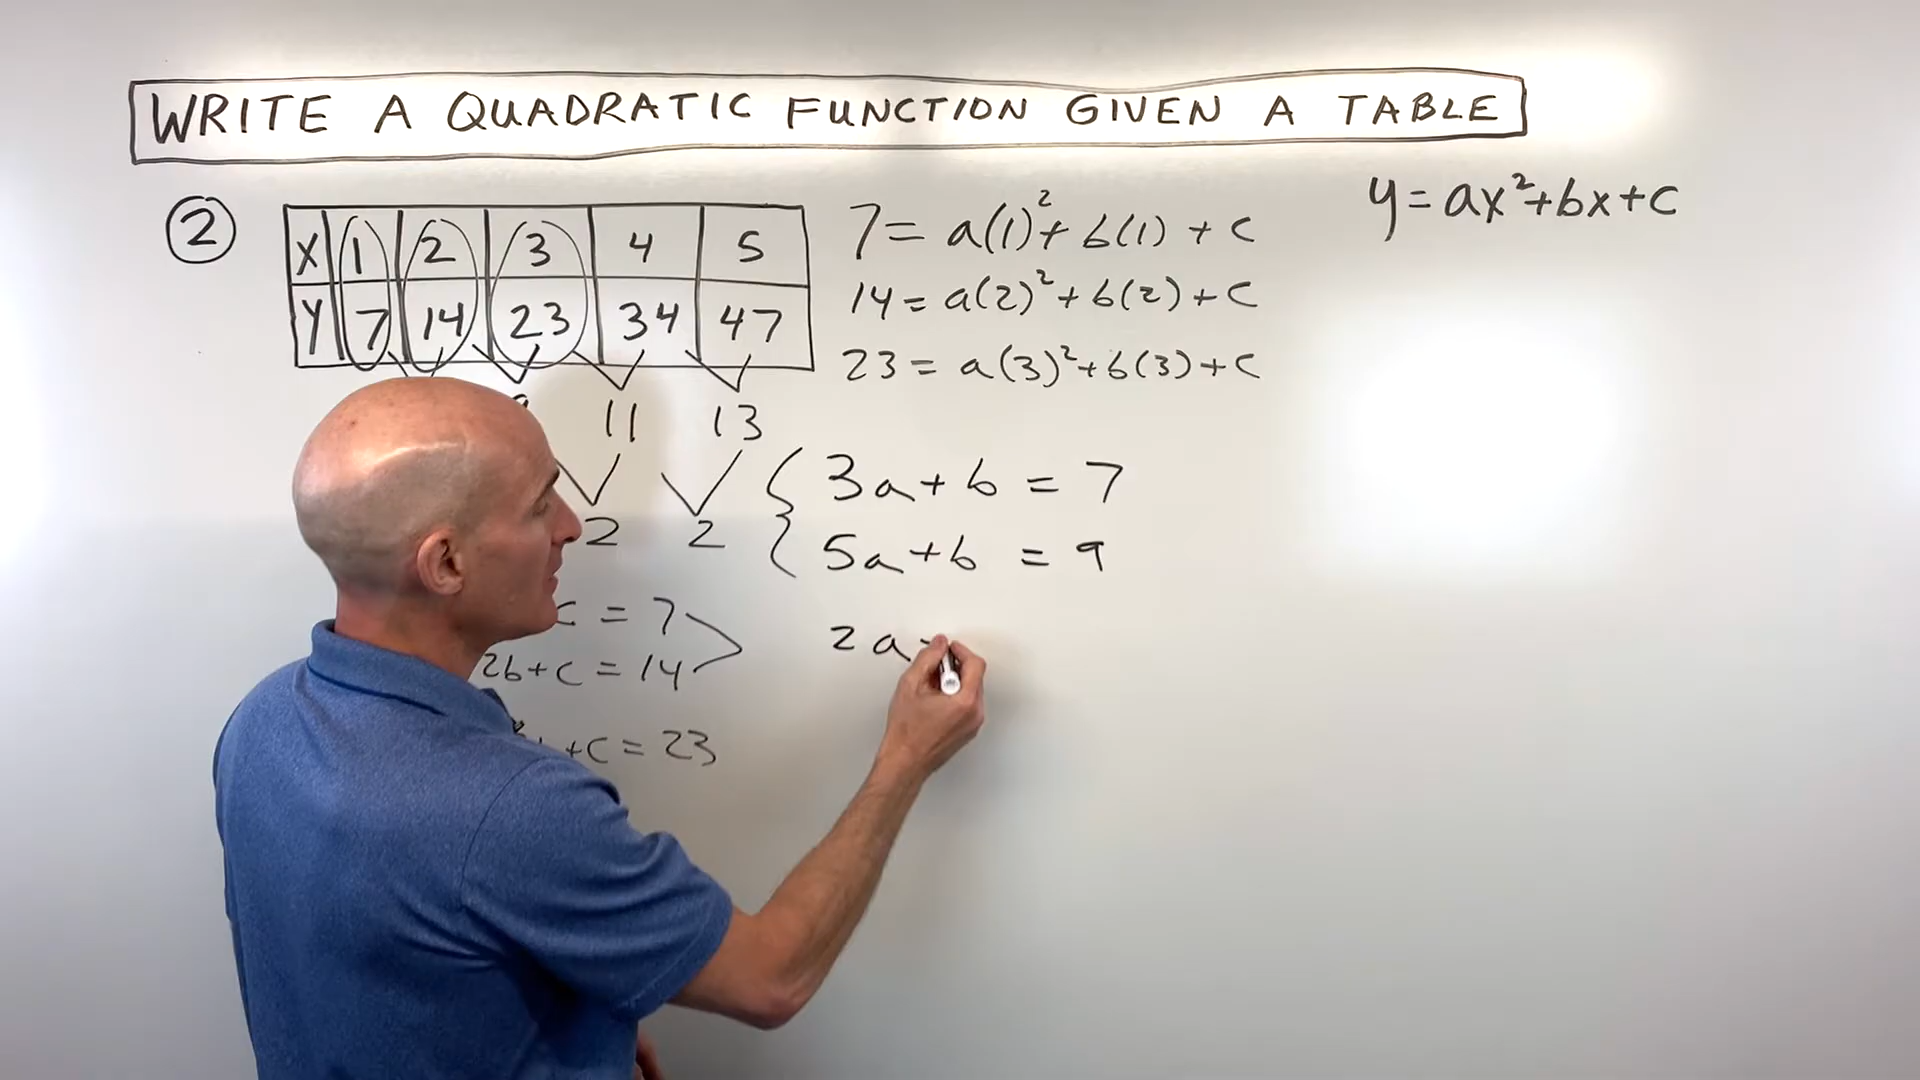 WRITE A QUADRATIC FUNCTION GIVEN A TABLE
y=ax²+bx+c
②
X 1 2 3 4 5
Y 7 14 23 34 47
7= a(1)²+ b(1) + c
14= a(2)²+b(2)+c
23= a(3)²+b(3)+c
11 13
2 2
3a+b = 7
5a+b = 9
c = 7
2b+c = 14
+c = 23
2a